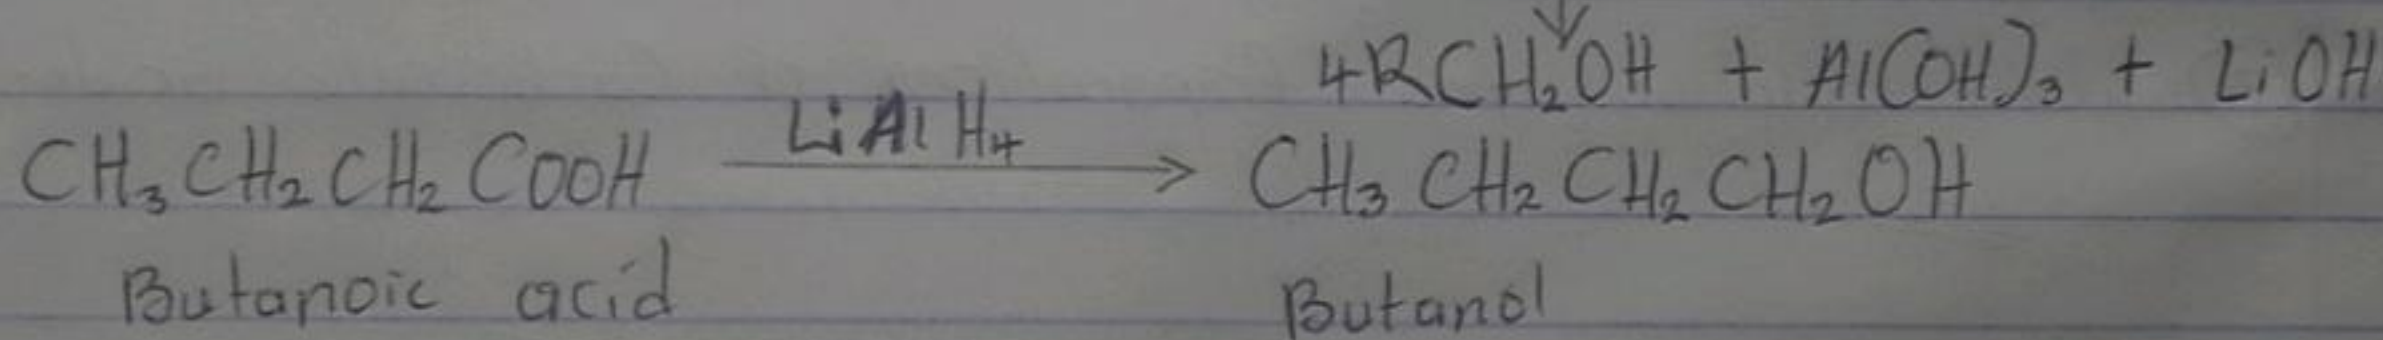 4RCH₂OH + Al(OH)₃ + LiOH
CH₃CH₂CH₂COOH LiAlH₄ → CH₃CH₂CH₂CH₂OH
Butanoic acid Butanol